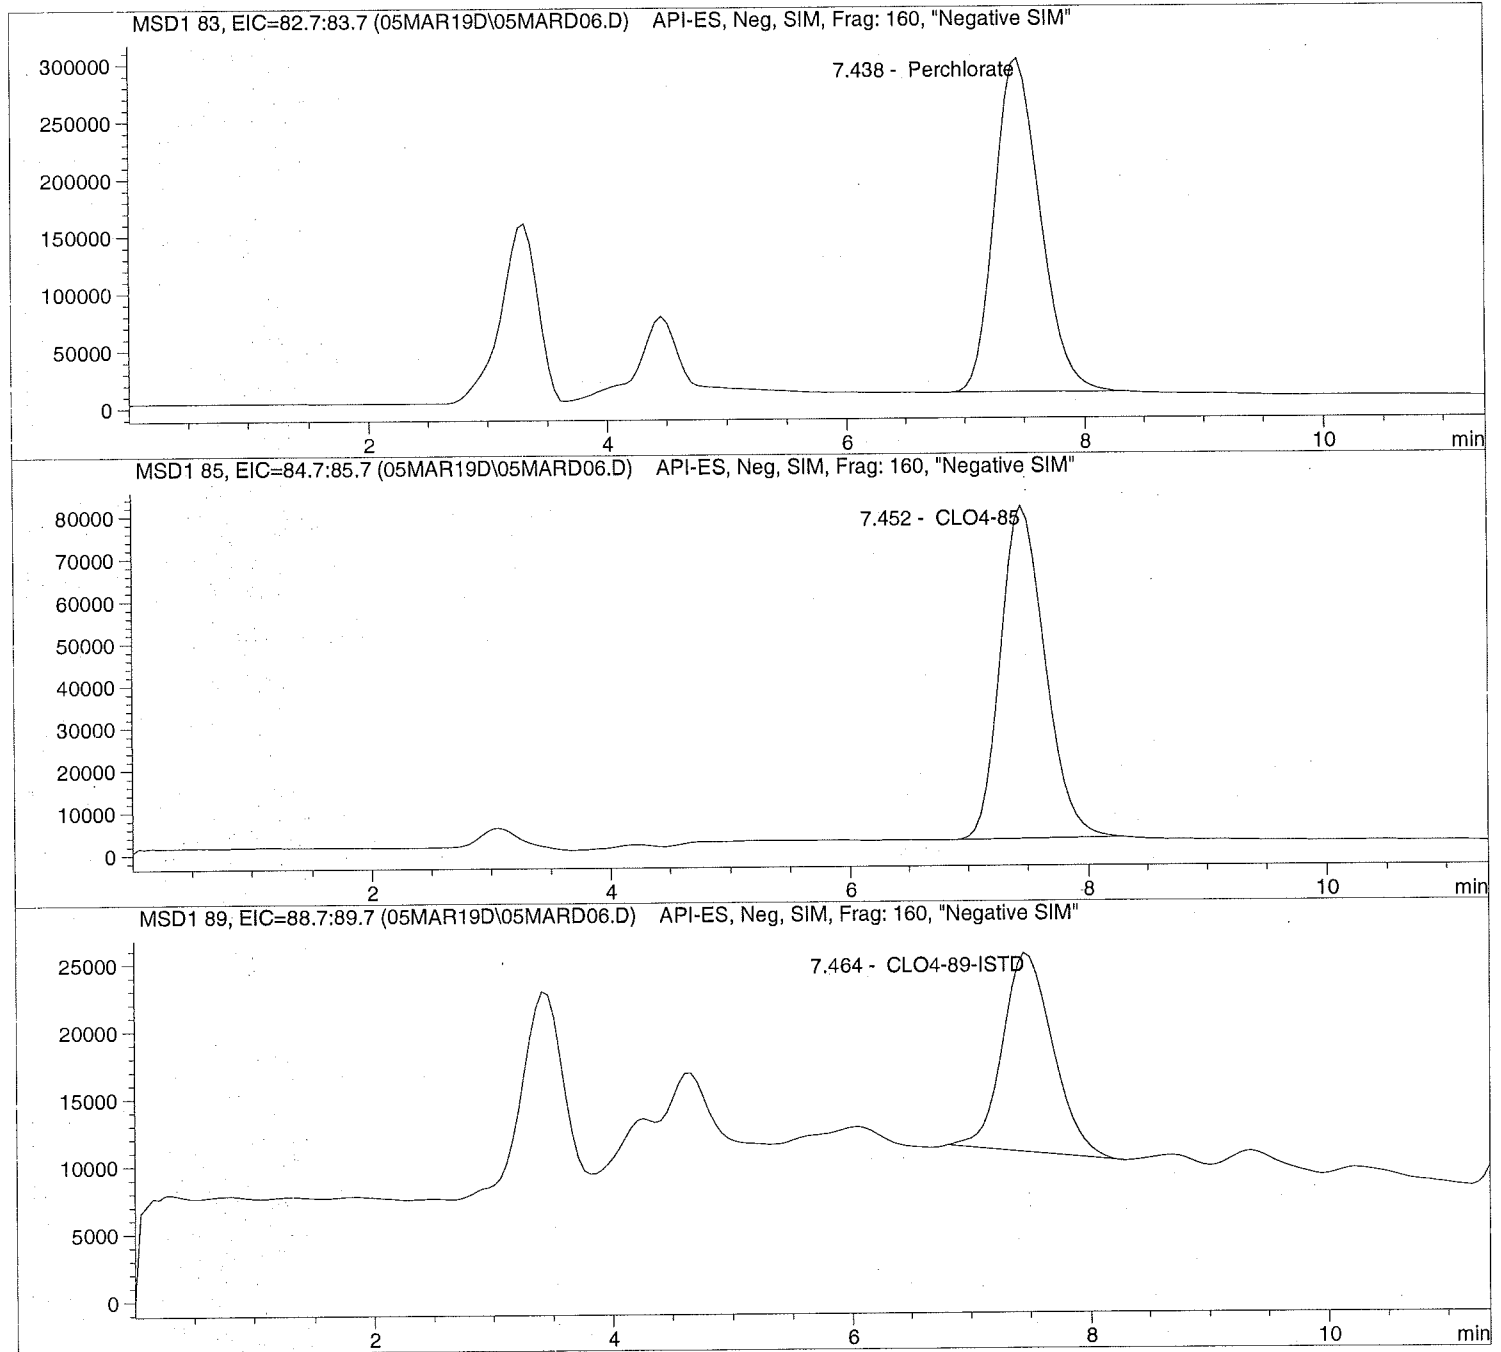 MSD1 83, EIC=82.7:83.7 (05MAR19D\05MARD06.D) API-ES, Neg, SIM, Frag: 160, "Negative SIM"
7.438 - Perchlorate
300000
250000
200000
150000
100000
50000
0
2 4 6 8 10 min
MSD1 85, EIC=84.7:85.7 (05MAR19D\05MARD06.D) API-ES, Neg, SIM, Frag: 160, "Negative SIM"
7.452 - CLO4-85
80000
70000
60000
50000
40000
30000
20000
10000
0
2 4 6 8 10 min
MSD1 89, EIC=88.7:89.7 (05MAR19D\05MARD06.D) API-ES, Neg, SIM, Frag: 160, "Negative SIM"
7.464 - CLO4-89-ISTD
25000
20000
15000
10000
5000
0
2 4 6 8 10 min